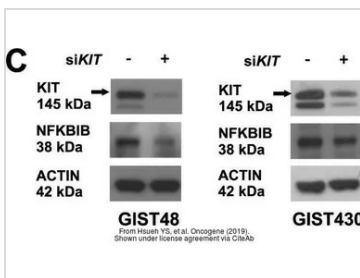 C
siKIT - +
KIT
145 kDa
NFKBIB
38 kDa
ACTIN
42 kDa
GIST48
siKIT - +
KIT
145 kDa
NFKBIB
38 kDa
ACTIN
42 kDa
GIST430
From Hsueh YS, et al. Oncogene (2019).
Shown under license agreement via CiteAb